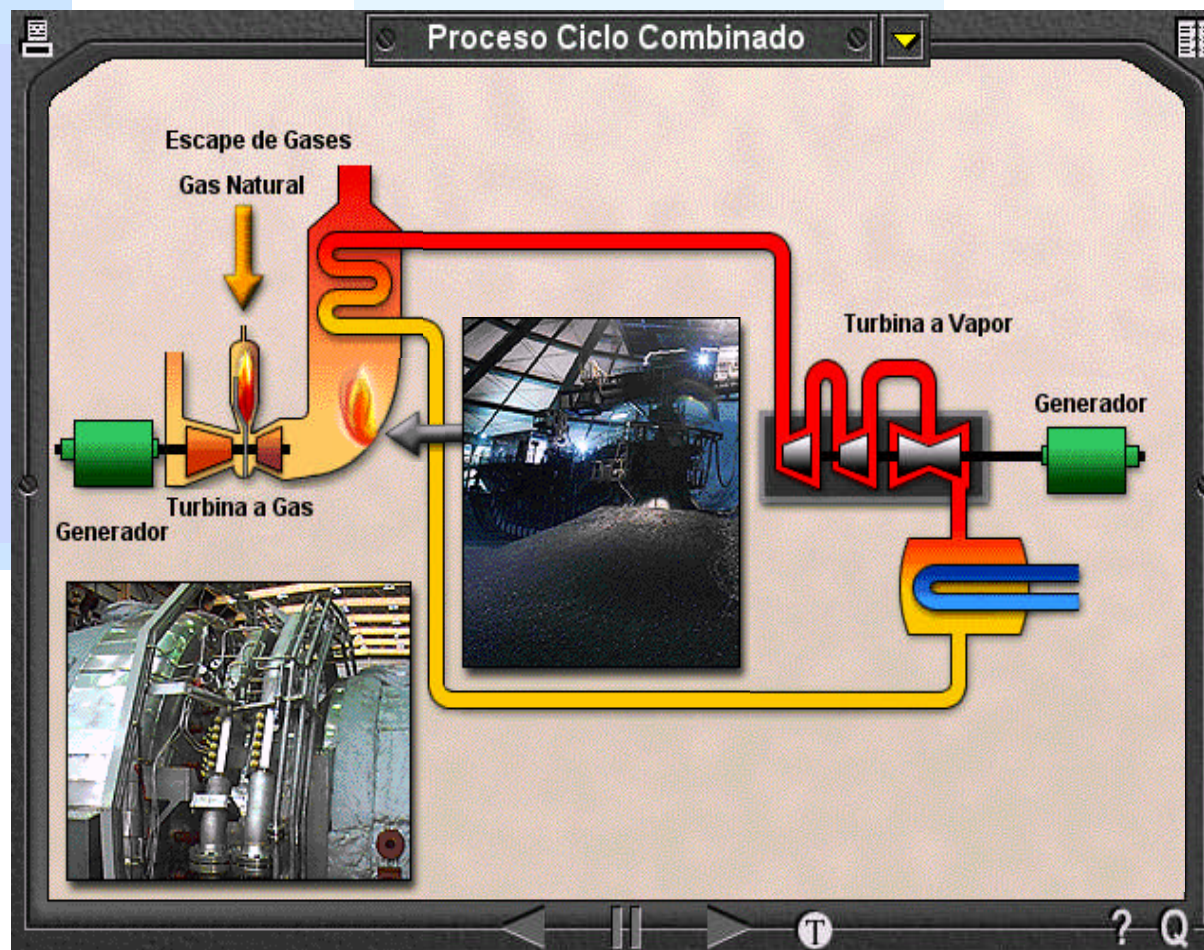 Proceso Ciclo Combinado
Escape de Gases
Gas Natural
Turbina a Vapor
Generador
Turbina a Gas
Generador
T
? Q